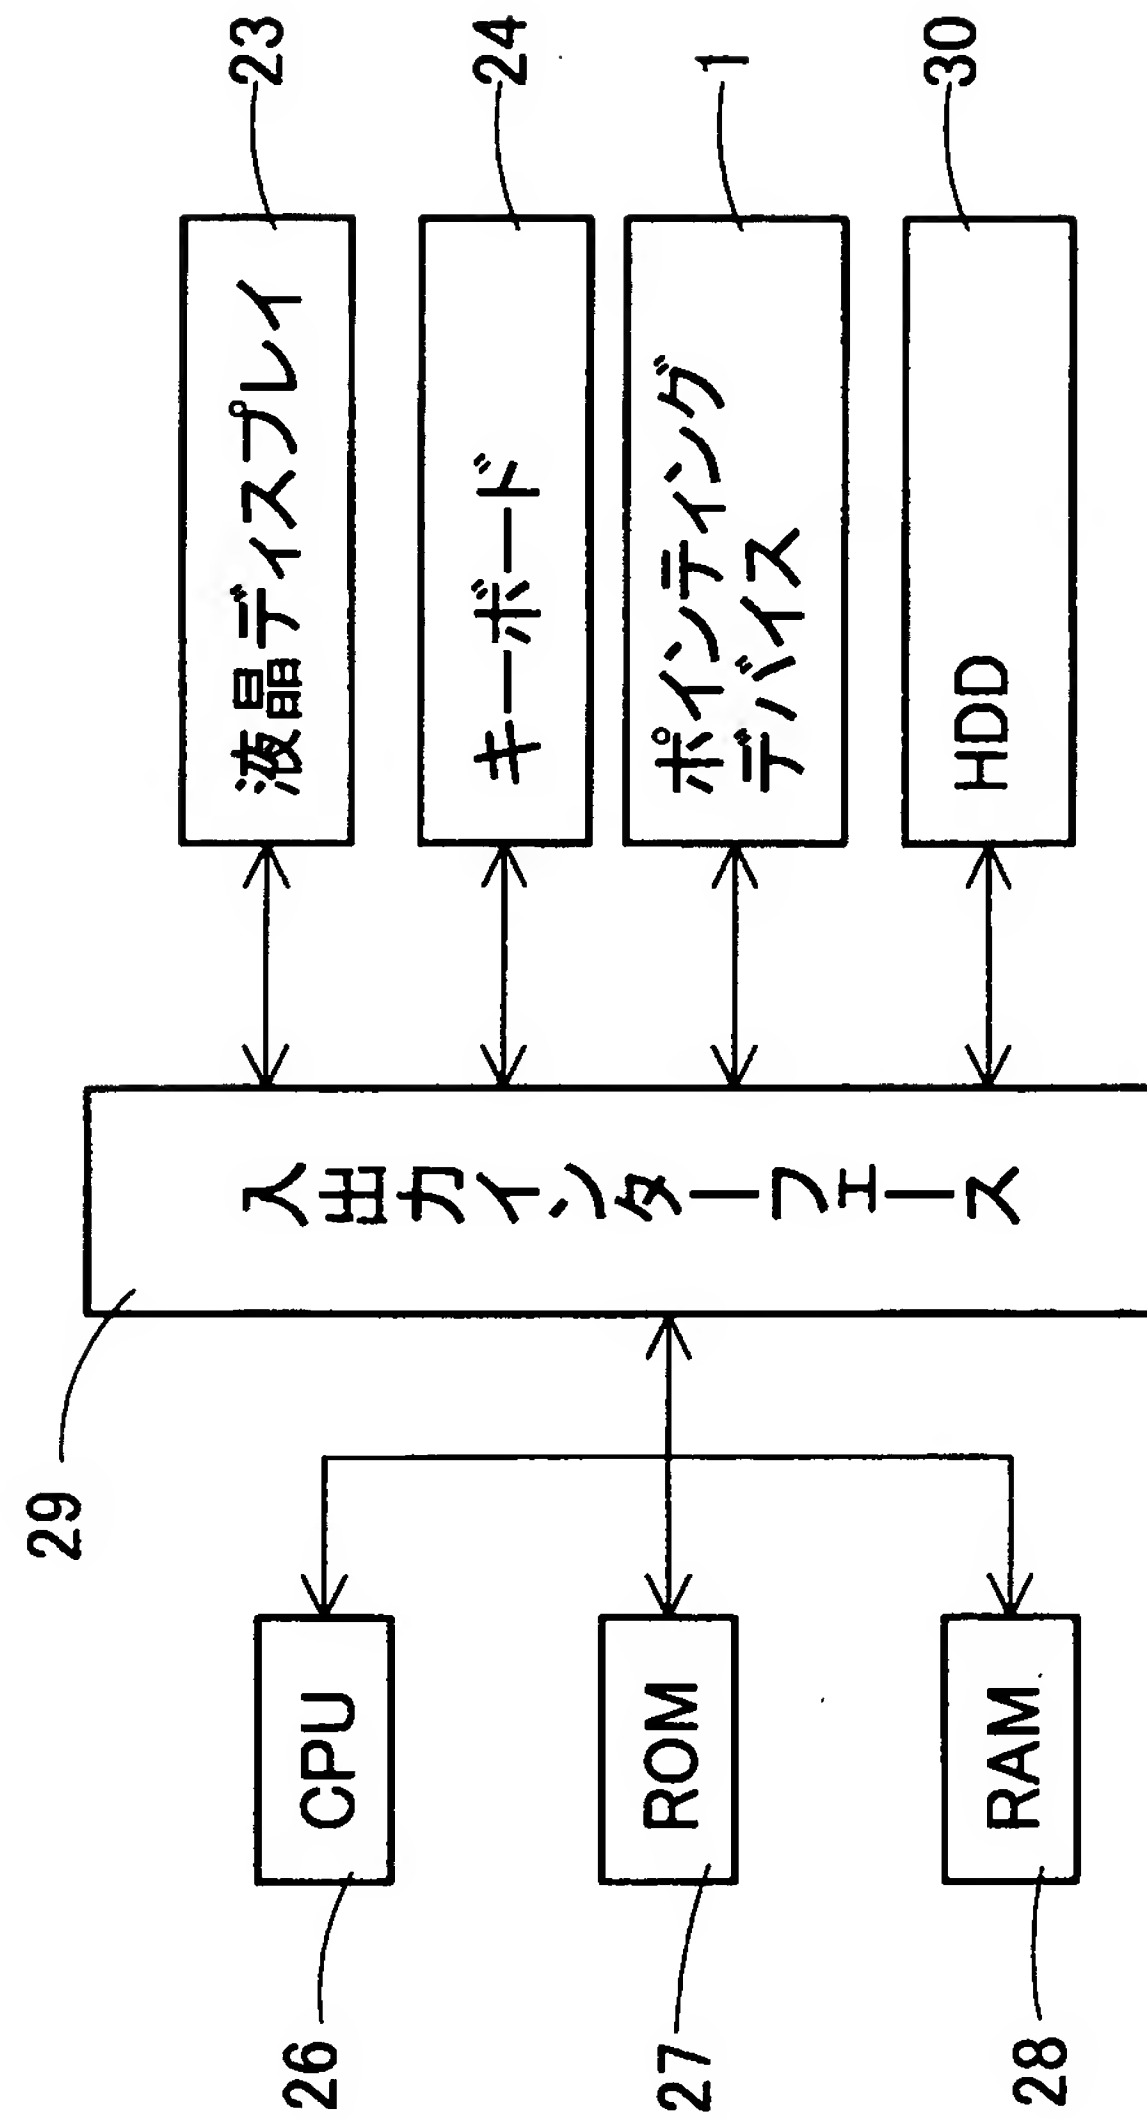 29
入出力インターフェース
26
CPU
27
ROM
28
RAM
液晶ディスプレイ
23
キーボード
24
ポインティング
デバイス
1
HDD
30